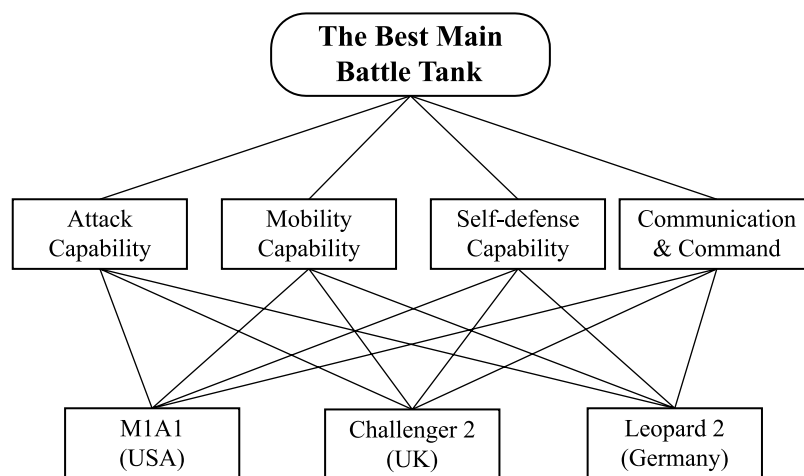 The Best Main
Battle Tank
Attack
Capability
Mobility
Capability
Self-defense
Capability
Communication
& Command
M1A1
(USA)
Challenger 2
(UK)
Leopard 2
(Germany)